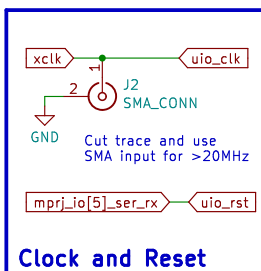 xclk
uio_clk
1
2
J2
SMA_CONN
GND
Cut trace and use
SMA input for >20MHz
mprj_io[5]_ser_rx
uio_rst
Clock and Reset